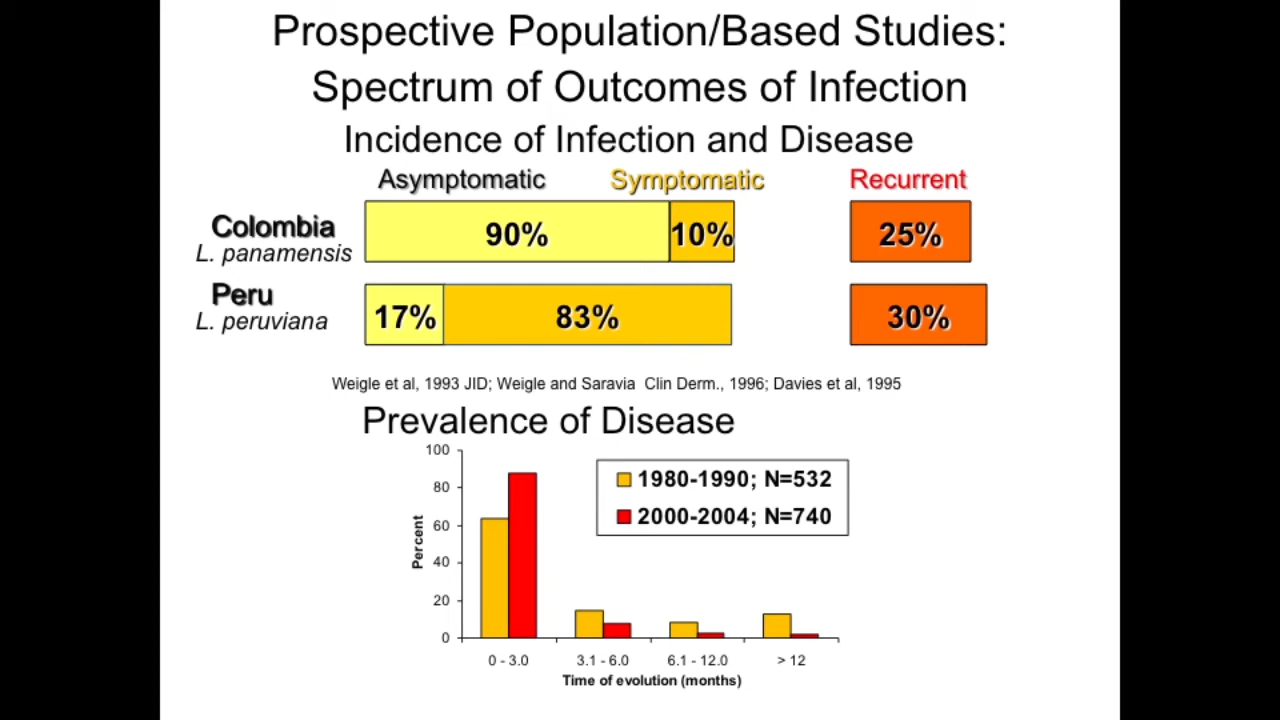 Prospective Population/Based Studies:
Spectrum of Outcomes of Infection
Incidence of Infection and Disease
Asymptomatic Symptomatic Recurrent
Colombia
L. panamensis
90% 10% 25%
Peru
L. peruviana
17% 83% 30%
Weigle et al, 1993 JID; Weigle and Saravia Clin Derm., 1996; Davies et al, 1995
Prevalence of Disease
100
80
60
40
20
0
Percent
1980-1990; N=532
2000-2004; N=740
0 - 3.0 3.1 - 6.0 6.1 - 12.0 > 12
Time of evolution (months)